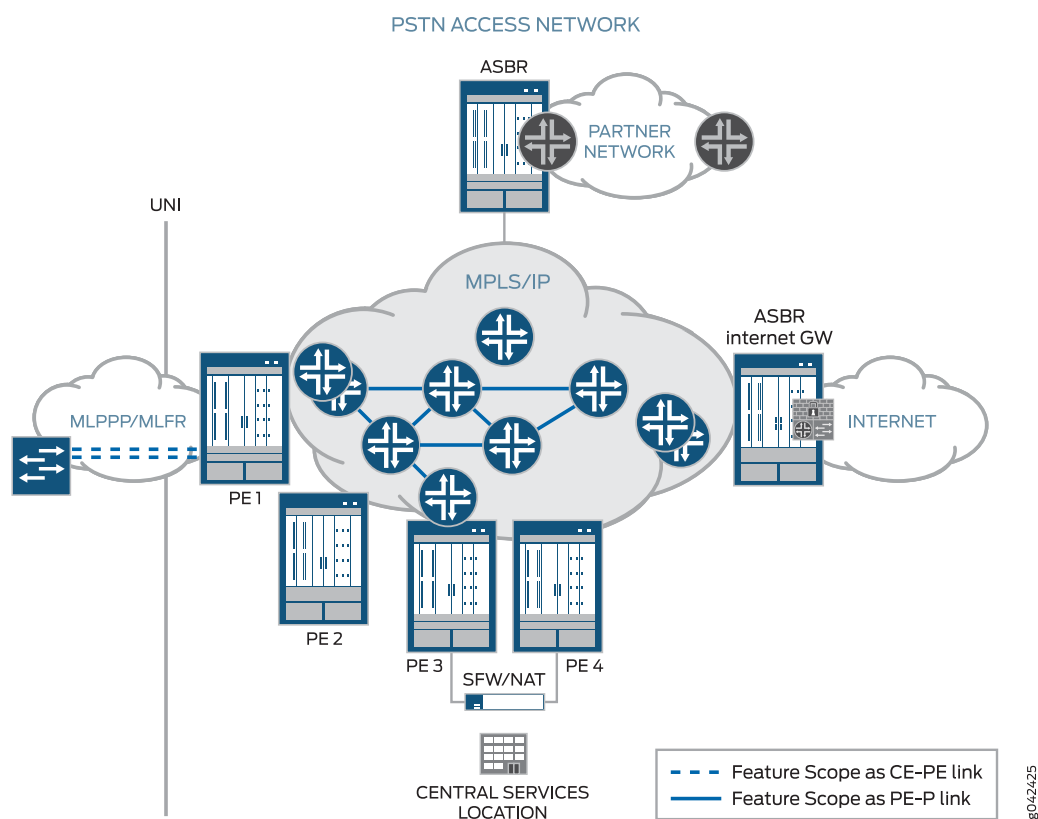 PSTN ACCESS NETWORK
ASBR
PARTNER
NETWORK
UNI
MPLS/IP
ASBR
internet GW
MLPPP/MLFR
INTERNET
PE 1
PE 2
PE 3
PE 4
SFW/NAT
CENTRAL SERVICES
LOCATION
Feature Scope as CE-PE link
Feature Scope as PE-P link
g042425